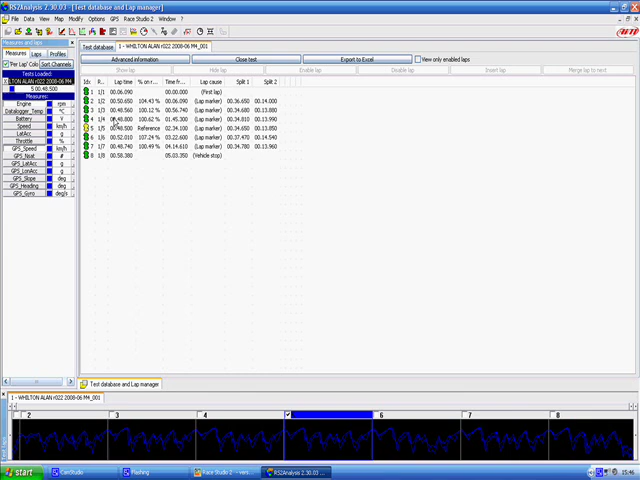 RS2Analysis 2.30.03 - [Test database and Lap manager]
File Data View Map Modify Options GPS Race Studio 2 Window ?
Measures and laps
Measures Laps Profiles
'Per Lap' Colo Sort Channels
Tests Loaded:
LTON ALAN r022 2008-06 M4
5 00.48.500
Measures:
Engine rpm
Datalogger_Temp ºC
Battery V
Speed km/h
LatAcc g
Throttle %
GPS_Speed km/h
GPS_Nsat #
GPS_LatAcc g
GPS_LonAcc g
GPS_Slope deg
GPS_Heading deg
GPS_Gyro deg/s
Test database 1 - WHILTON ALAN r022 2008-06 M4_001
Advanced information Close test Export to Excel View only enabled laps
Show lap Hide lap Enable lap Disable lap Insert lap Merge lap to next
Idx R... Lap time % on r... Time fr... Lap cause Split 1 Split 2
1 1/1 00.06.090 00.00.000 (First lap)
2 1/2 00.50.650 104.43 % 00.06.090 (Lap marker) 00.36.650 00.14.000
3 1/3 00.48.560 100.12 % 00.56.740 (Lap marker) 00.34.680 00.13.880
4 1/4 00.48.800 100.62 % 01.45.300 (Lap marker) 00.34.810 00.13.990
5 1/5 00.48.500 Reference 02.34.100 (Lap marker) 00.34.650 00.13.850
6 1/6 00.52.010 107.24 % 03.22.600 (Lap marker) 00.37.470 00.14.540
7 1/7 00.48.740 100.49 % 04.14.610 (Lap marker) 00.34.780 00.13.960
8 1/8 00.58.380 05.03.350 (Vehicle stop)
Test database and Lap manager
1 - WHILTON ALAN r022 2008-06 M4_001
2 3 4 6 7 8
start CamStudio Flashing Race Studio 2 - vers... RS2Analysis 2.30.03 ... 15:46